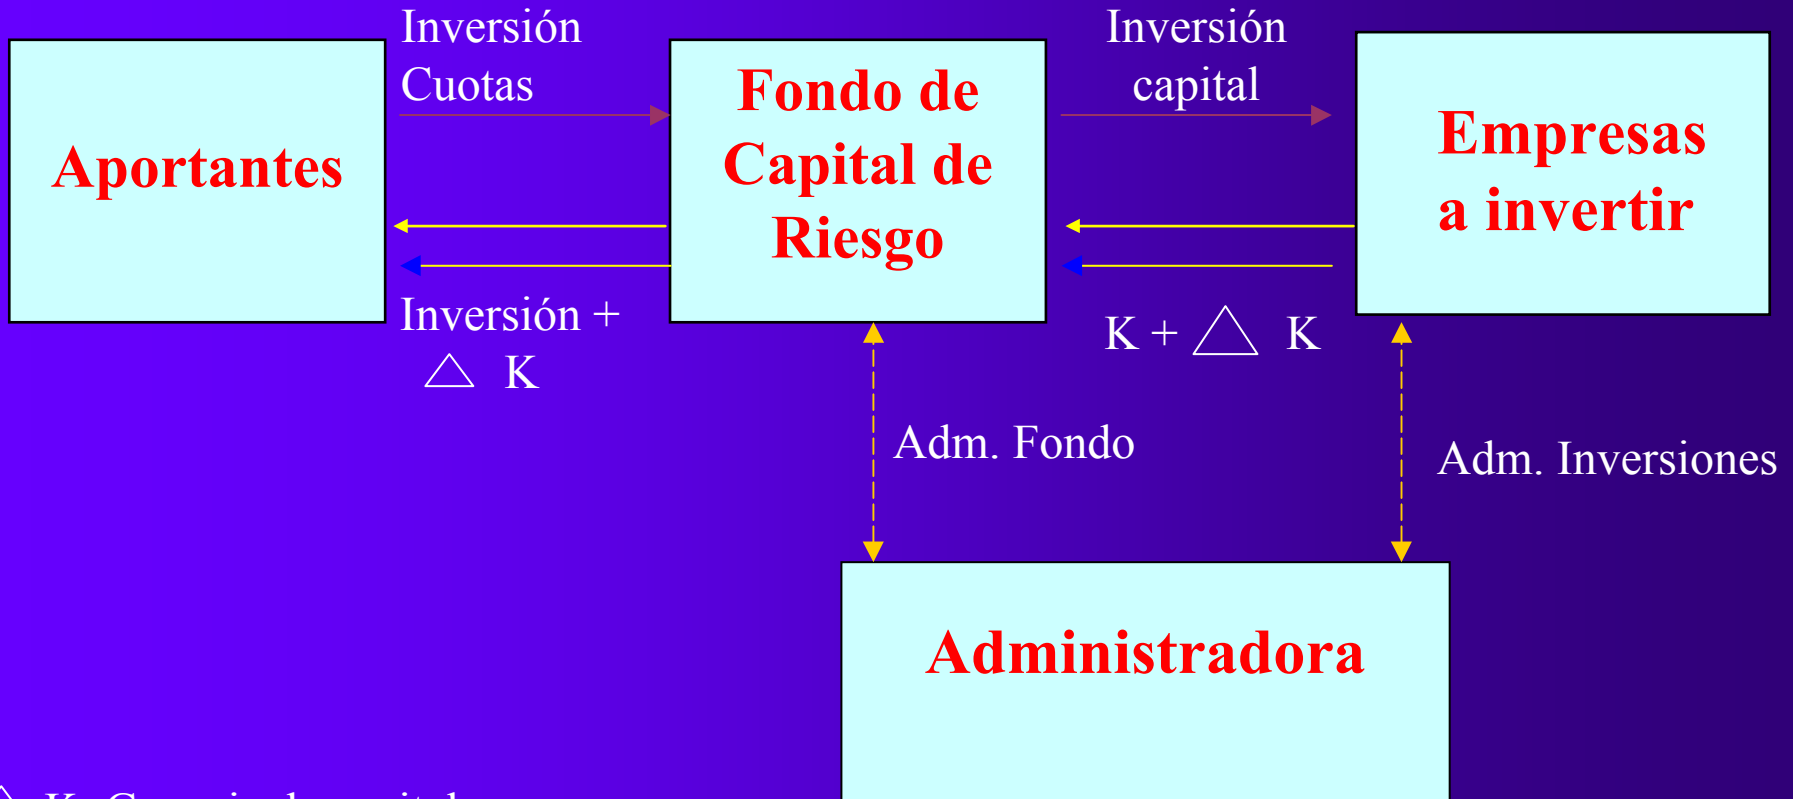 Inversión
Cuotas
Inversión
capital
Aportantes
Fondo de
Capital de
Riesgo
Empresas
a invertir
Inversión +
△ K
K + △ K
Adm. Fondo
Adm. Inversiones
Administradora